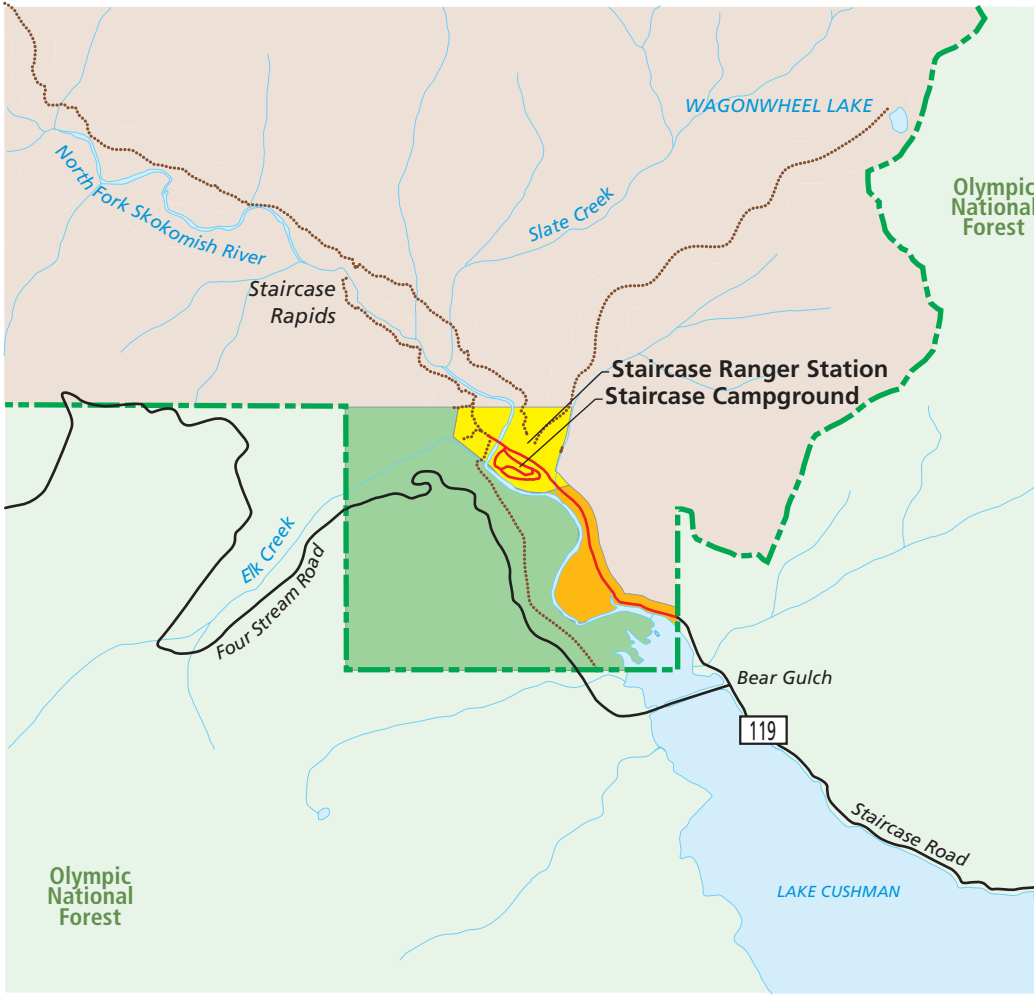 WAGONWHEEL LAKE
Olympic
National
Forest
North Fork Skokomish River
Slate Creek
Staircase
Rapids
Staircase Ranger Station
Staircase Campground
Elk Creek
Four Stream Road
Bear Gulch
119
Staircase Road
Olympic
National
Forest
LAKE CUSHMAN